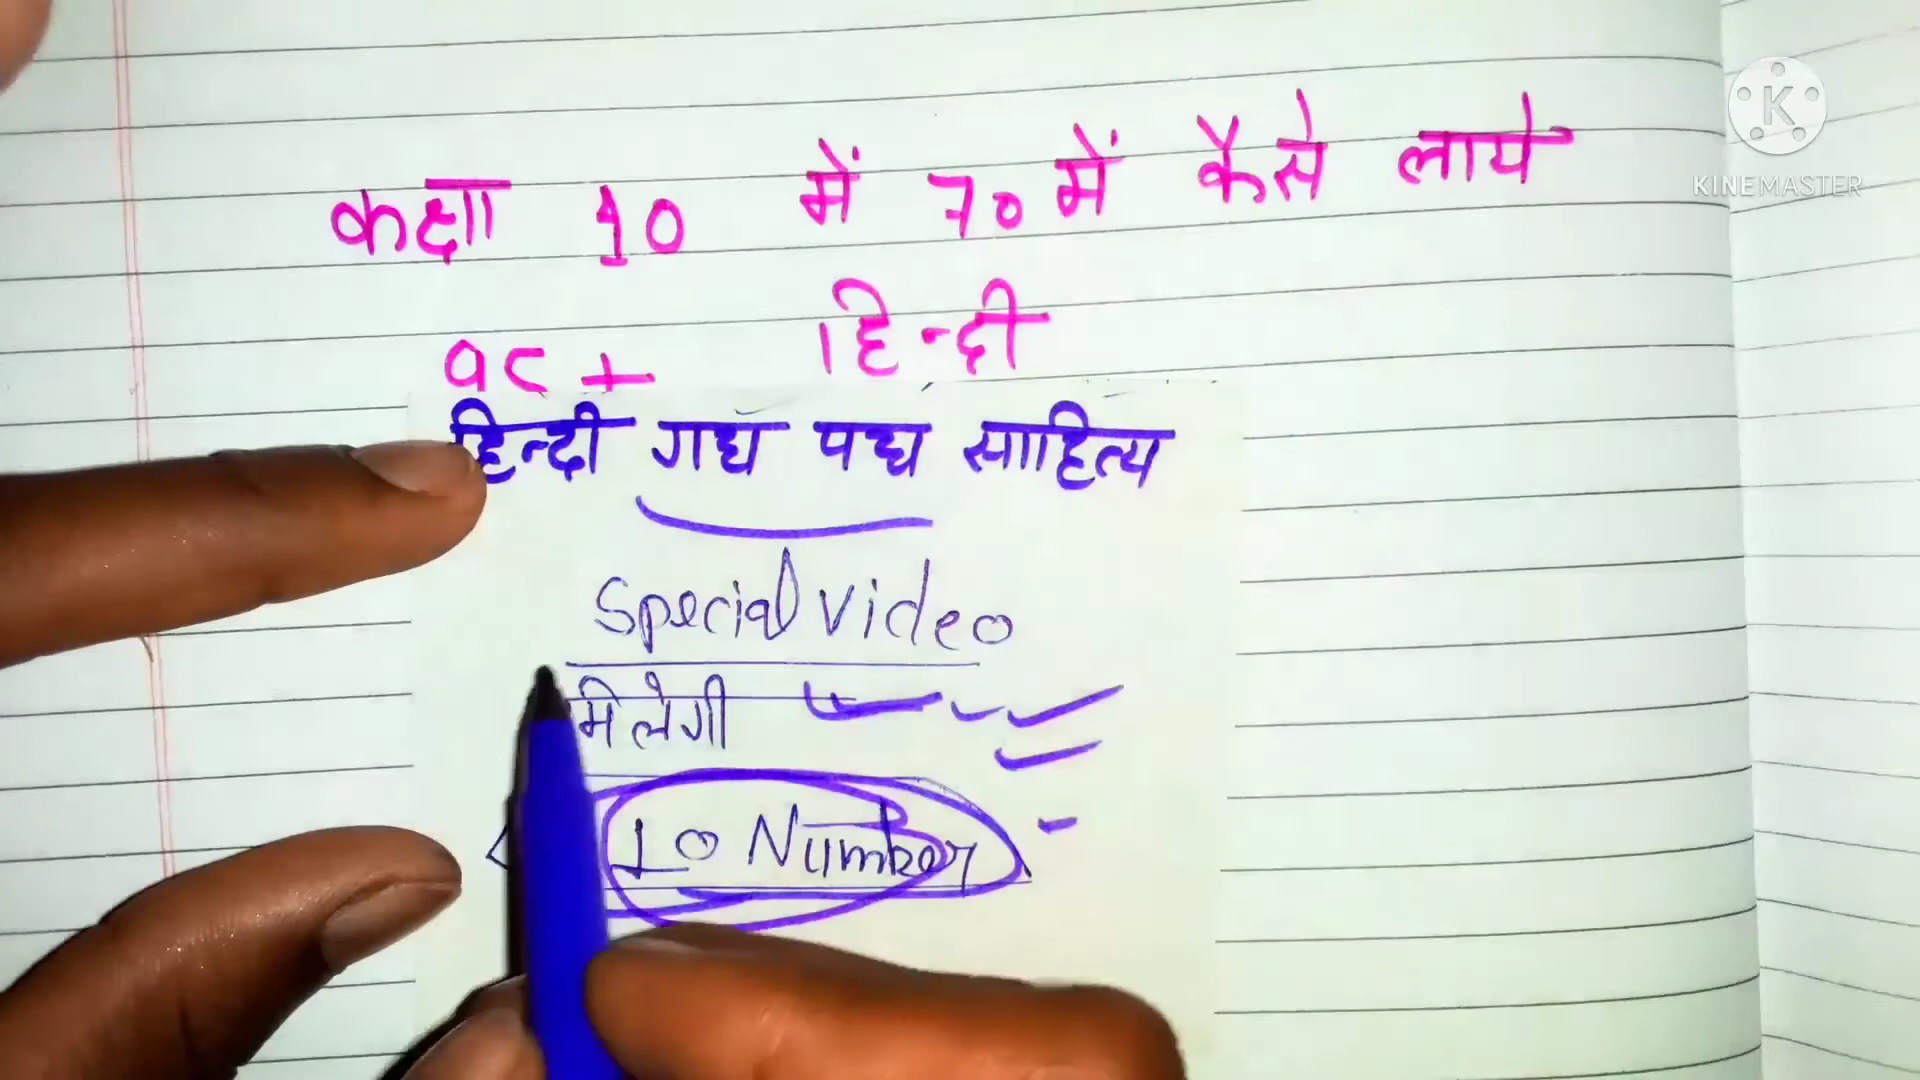 कक्षा 10 में 70 में कैसे लाये
हिन्दी
हिन्दी गद्य पद्य साहित्य
Special Video
मिलेगी
10 Number
K
KINEMASTER